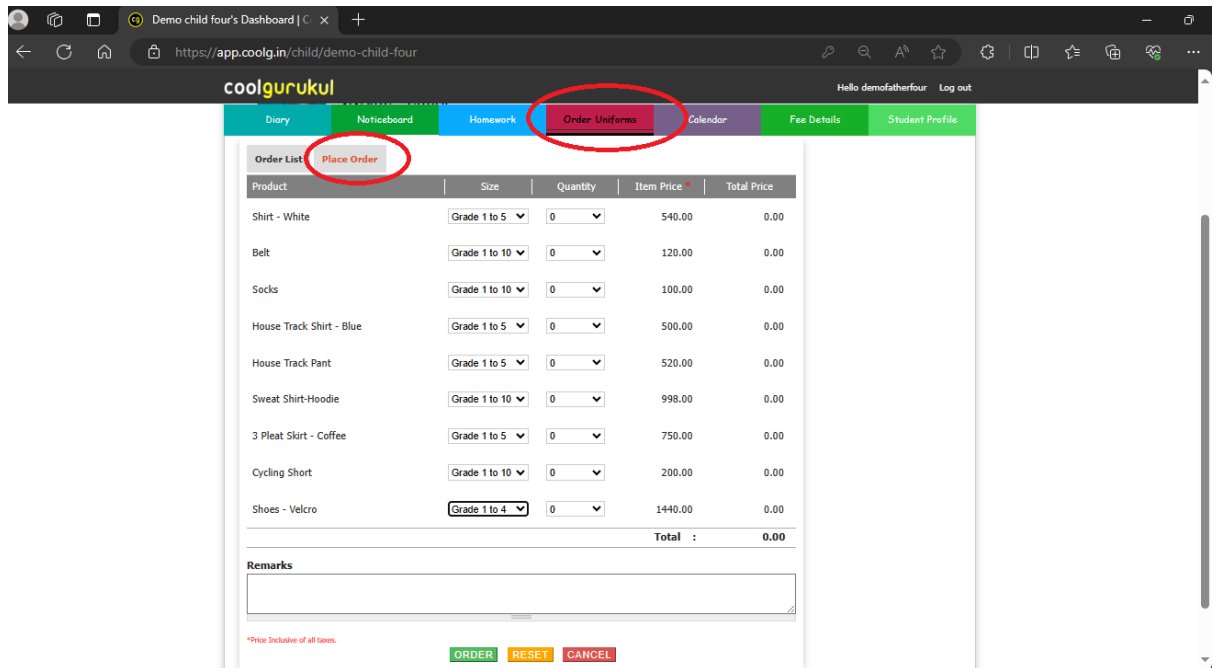 Demo child four's Dashboard | C
https://app.coolg.in/child/demo-child-four
coolgurukul
Hello demofatherfour Log out
Diary Noticeboard Homework Order Uniforms Calendar Fee Details Student Profile
Order List Place Order
Product Size Quantity Item Price * Total Price
Shirt - White Grade 1 to 5 0 540.00 0.00
Belt Grade 1 to 10 0 120.00 0.00
Socks Grade 1 to 10 0 100.00 0.00
House Track Shirt - Blue Grade 1 to 5 0 500.00 0.00
House Track Pant Grade 1 to 5 0 520.00 0.00
Sweat Shirt-Hoodie Grade 1 to 10 0 998.00 0.00
3 Pleat Skirt - Coffee Grade 1 to 5 0 750.00 0.00
Cycling Short Grade 1 to 10 0 200.00 0.00
Shoes - Velcro Grade 1 to 4 0 1440.00 0.00
Total : 0.00
Remarks
*Price Inclusive of all taxes.
ORDER RESET CANCEL